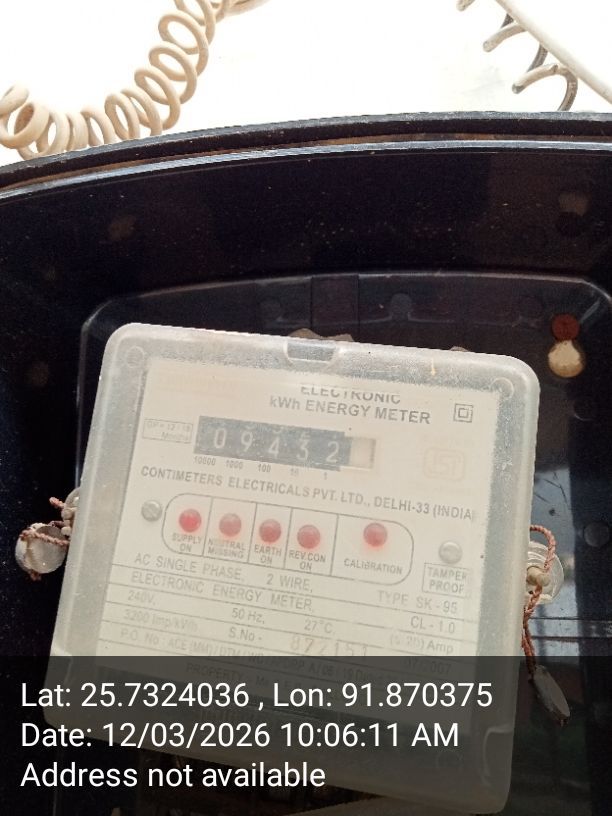 ELECTRONIC
kWh ENERGY METER
09432
10000 1000 100 10 1
CONTIMETERS ELECTRICALS PVT. LTD., DELHI-33 (INDIA)
SUPPLY ON
NEUTRAL MISSING
EARTH ON
REV.CON ON
CALIBRATION
TAMPER PROOF
AC SINGLE PHASE, 2 WIRE, TYPE SK - 95
ELECTRONIC ENERGY METER, CL - 1.0
240V, 50 Hz, 27°C, Amp
3200 Imp/kWh S.No -
P.O. No :
PROPERTY
Lat: 25.7324036 , Lon: 91.870375
Date: 12/03/2026 10:06:11 AM
Address not available